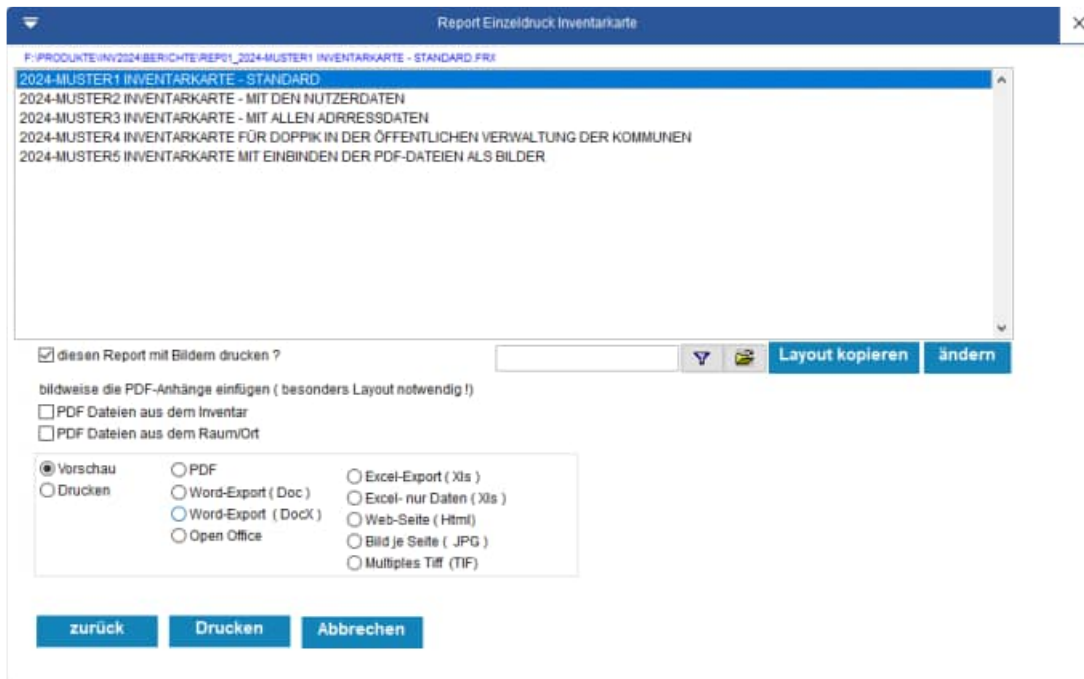 Report Einzeldruck Inventarkarte
F:\PRODUKTE\INV2024\BERICHTE\REP01_2024-MUSTER1 INVENTARKARTE - STANDARD.FRX
2024-MUSTER1 INVENTARKARTE - STANDARD
2024-MUSTER2 INVENTARKARTE - MIT DEN NUTZERDATEN
2024-MUSTER3 INVENTARKARTE - MIT ALLEN ADRRESSDATEN
2024-MUSTER4 INVENTARKARTE FÜR DOPPIK IN DER ÖFFENTLICHEN VERWALTUNG DER KOMMUNEN
2024-MUSTER5 INVENTARKARTE MIT EINBINDEN DER PDF-DATEIEN ALS BILDER
diesen Report mit Bildern drucken ?
Layout kopieren
ändern
bildweise die PDF-Anhänge einfügen ( besonders Layout notwendig !)
PDF Dateien aus dem Inventar
PDF Dateien aus dem Raum/Ort
Vorschau
Drucken
PDF
Word-Export ( Doc )
Word-Export ( DocX )
Open Office
Excel-Export ( Xls )
Excel- nur Daten ( Xls )
Web-Seite ( Html)
Bild je Seite ( JPG )
Multiples Tiff (TIF)
zurück
Drucken
Abbrechen